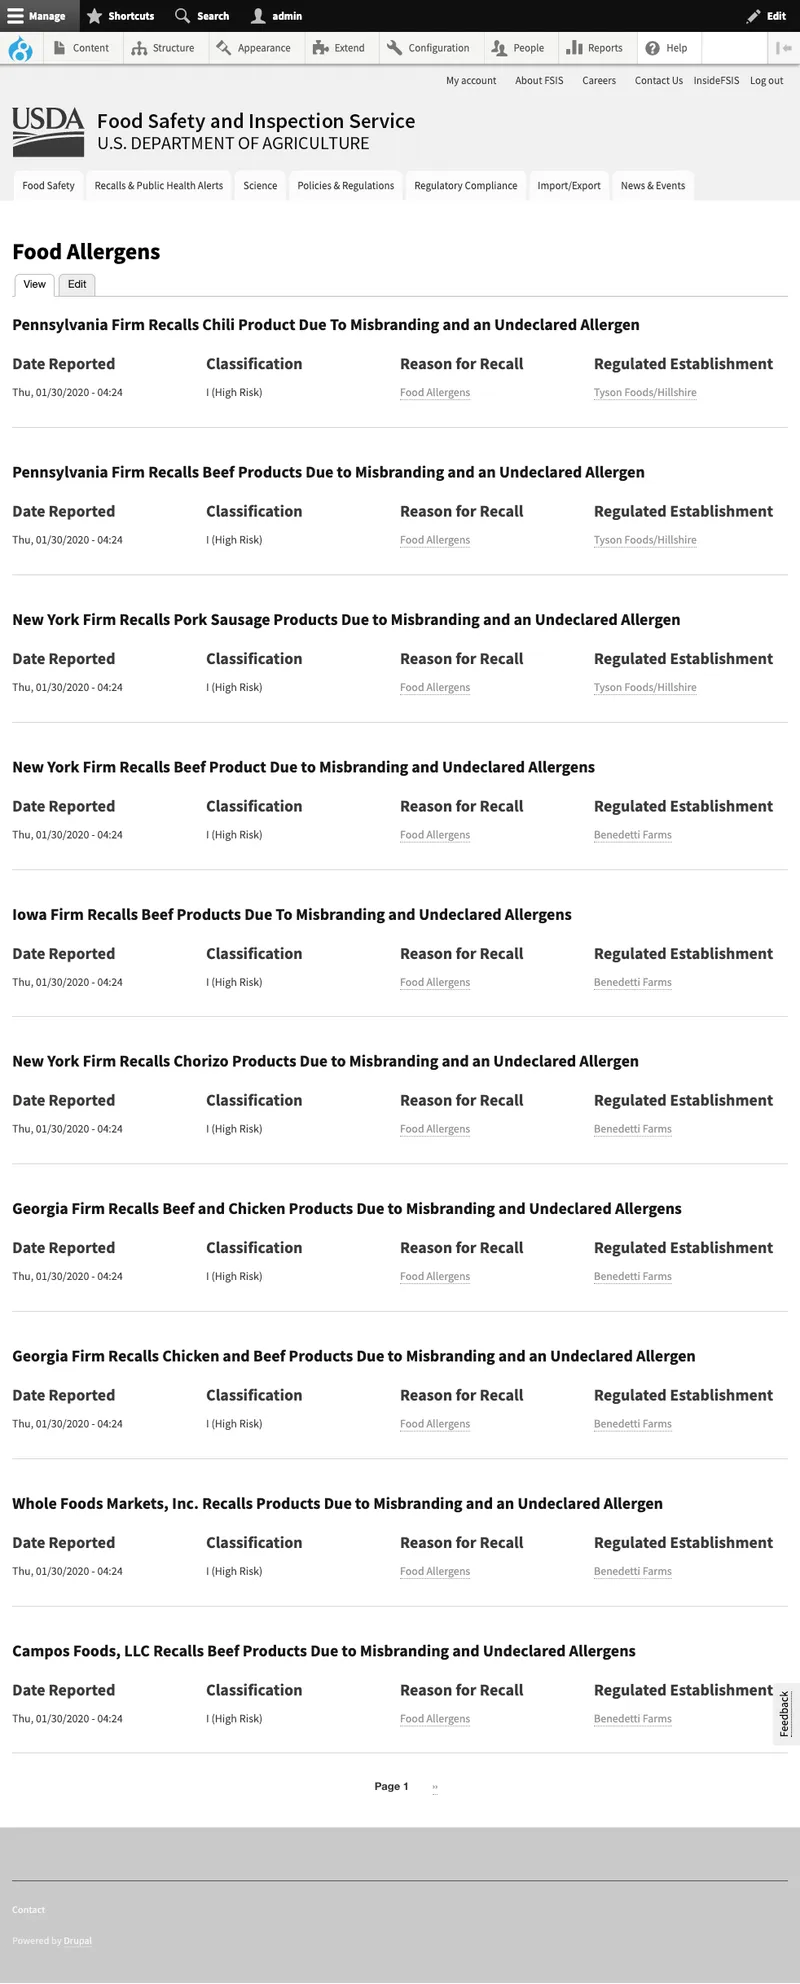 Manage Shortcuts Search admin Edit
Content Structure Appearance Extend Configuration People Reports Help
My account About FSIS Careers Contact Us InsideFSIS Log out
USDA Food Safety and Inspection Service
U.S. DEPARTMENT OF AGRICULTURE
Food Safety Recalls & Public Health Alerts Science Policies & Regulations Regulatory Compliance Import/Export News & Events
Food Allergens
View Edit
Pennsylvania Firm Recalls Chili Product Due To Misbranding and an Undeclared Allergen
Date Reported Classification Reason for Recall Regulated Establishment
Thu, 01/30/2020 - 04:24 I (High Risk) Food Allergens Tyson Foods/Hillshire
Pennsylvania Firm Recalls Beef Products Due to Misbranding and an Undeclared Allergen
Date Reported Classification Reason for Recall Regulated Establishment
Thu, 01/30/2020 - 04:24 I (High Risk) Food Allergens Tyson Foods/Hillshire
New York Firm Recalls Pork Sausage Products Due to Misbranding and an Undeclared Allergen
Date Reported Classification Reason for Recall Regulated Establishment
Thu, 01/30/2020 - 04:24 I (High Risk) Food Allergens Tyson Foods/Hillshire
New York Firm Recalls Beef Product Due to Misbranding and Undeclared Allergens
Date Reported Classification Reason for Recall Regulated Establishment
Thu, 01/30/2020 - 04:24 I (High Risk) Food Allergens Benedetti Farms
Iowa Firm Recalls Beef Products Due To Misbranding and Undeclared Allergens
Date Reported Classification Reason for Recall Regulated Establishment
Thu, 01/30/2020 - 04:24 I (High Risk) Food Allergens Benedetti Farms
New York Firm Recalls Chorizo Products Due to Misbranding and an Undeclared Allergen
Date Reported Classification Reason for Recall Regulated Establishment
Thu, 01/30/2020 - 04:24 I (High Risk) Food Allergens Benedetti Farms
Georgia Firm Recalls Beef and Chicken Products Due to Misbranding and Undeclared Allergens
Date Reported Classification Reason for Recall Regulated Establishment
Thu, 01/30/2020 - 04:24 I (High Risk) Food Allergens Benedetti Farms
Georgia Firm Recalls Chicken and Beef Products Due to Misbranding and an Undeclared Allergen
Date Reported Classification Reason for Recall Regulated Establishment
Thu, 01/30/2020 - 04:24 I (High Risk) Food Allergens Benedetti Farms
Whole Foods Markets, Inc. Recalls Products Due to Misbranding and an Undeclared Allergen
Date Reported Classification Reason for Recall Regulated Establishment
Thu, 01/30/2020 - 04:24 I (High Risk) Food Allergens Benedetti Farms
Campos Foods, LLC Recalls Beef Products Due to Misbranding and Undeclared Allergens
Date Reported Classification Reason for Recall Regulated Establishment
Thu, 01/30/2020 - 04:24 I (High Risk) Food Allergens Benedetti Farms
Feedback
Page 1 ››
Contact
Powered by Drupal